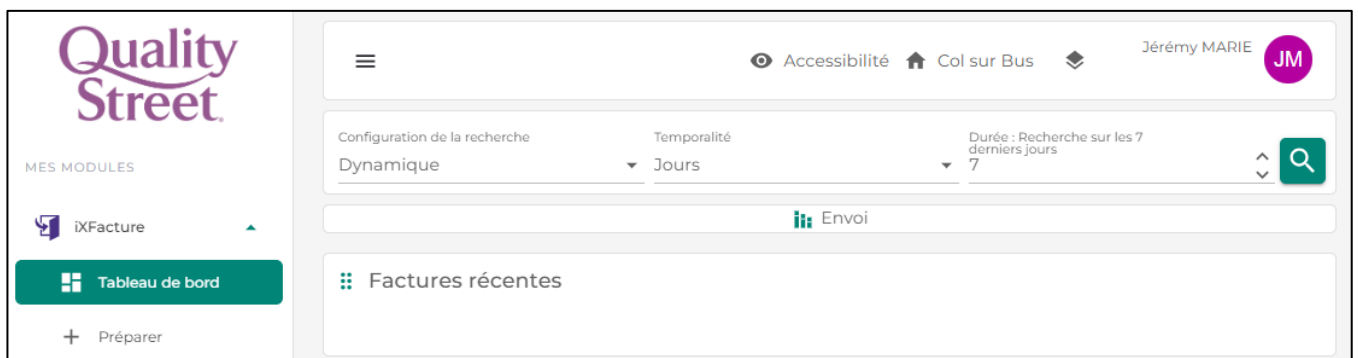 Quality
Street
MES MODULES
iXFacture
Tableau de bord
Préparer
Accessibilité Col sur Bus Jérémy MARIE JM
Configuration de la recherche
Dynamique
Temporalité
Jours
Durée : Recherche sur les 7
derniers jours
7
Envoi
Factures récentes